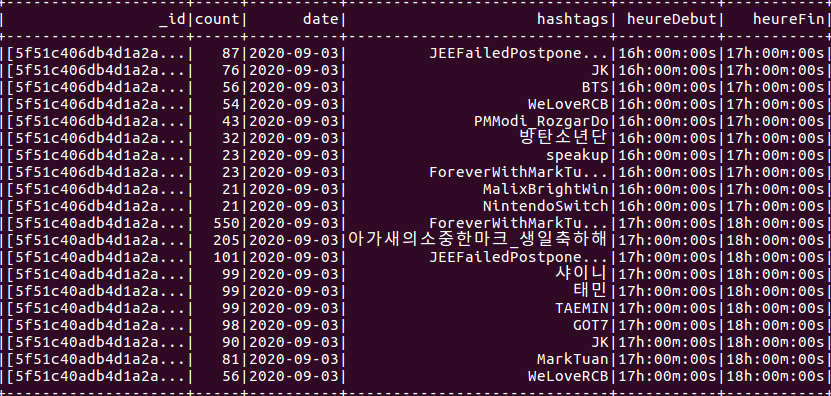 | _id|count| date| hashtags| heureDebut| heureFin|
|[5f51c406db4d1a2a...| 87|2020-09-03| JEEFailedPostpone...|16h:00m:00s|17h:00m:00s|
|[5f51c406db4d1a2a...| 76|2020-09-03| JK|16h:00m:00s|17h:00m:00s|
|[5f51c406db4d1a2a...| 56|2020-09-03| BTS|16h:00m:00s|17h:00m:00s|
|[5f51c406db4d1a2a...| 54|2020-09-03| WeLoveRCB|16h:00m:00s|17h:00m:00s|
|[5f51c406db4d1a2a...| 43|2020-09-03| PMModi_RozgarDo|16h:00m:00s|17h:00m:00s|
|[5f51c406db4d1a2a...| 32|2020-09-03| 방탄소년단|16h:00m:00s|17h:00m:00s|
|[5f51c406db4d1a2a...| 23|2020-09-03| speakup|16h:00m:00s|17h:00m:00s|
|[5f51c406db4d1a2a...| 23|2020-09-03| ForeverWithMarkTu...|16h:00m:00s|17h:00m:00s|
|[5f51c406db4d1a2a...| 21|2020-09-03| MalixBrightWin|16h:00m:00s|17h:00m:00s|
|[5f51c406db4d1a2a...| 21|2020-09-03| NintendoSwitch|16h:00m:00s|17h:00m:00s|
|[5f51c40adb4d1a2a...| 550|2020-09-03| ForeverWithMarkTu...|17h:00m:00s|18h:00m:00s|
|[5f51c40adb4d1a2a...| 205|2020-09-03|아가새의소중한마크_생일축하해|17h:00m:00s|18h:00m:00s|
|[5f51c40adb4d1a2a...| 101|2020-09-03| JEEFailedPostpone...|17h:00m:00s|18h:00m:00s|
|[5f51c40adb4d1a2a...| 99|2020-09-03| 샤이니|17h:00m:00s|18h:00m:00s|
|[5f51c40adb4d1a2a...| 99|2020-09-03| 태민|17h:00m:00s|18h:00m:00s|
|[5f51c40adb4d1a2a...| 99|2020-09-03| TAEMIN|17h:00m:00s|18h:00m:00s|
|[5f51c40adb4d1a2a...| 98|2020-09-03| GOT7|17h:00m:00s|18h:00m:00s|
|[5f51c40adb4d1a2a...| 90|2020-09-03| JK|17h:00m:00s|18h:00m:00s|
|[5f51c40adb4d1a2a...| 81|2020-09-03| MarkTuan|17h:00m:00s|18h:00m:00s|
|[5f51c40adb4d1a2a...| 56|2020-09-03| WeLoveRCB|17h:00m:00s|18h:00m:00s|